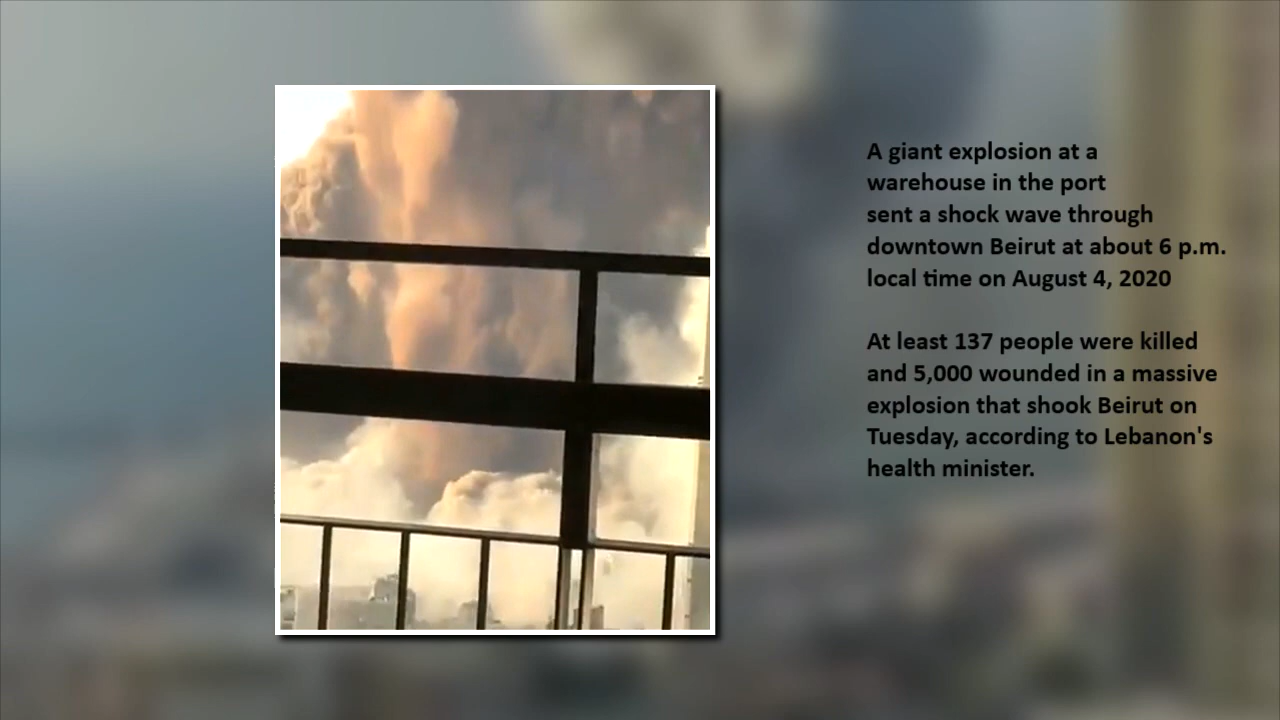 A giant explosion at a
warehouse in the port
sent a shock wave through
downtown Beirut at about 6 p.m.
local time on August 4, 2020
At least 137 people were killed
and 5,000 wounded in a massive
explosion that shook Beirut on
Tuesday, according to Lebanon's
health minister.